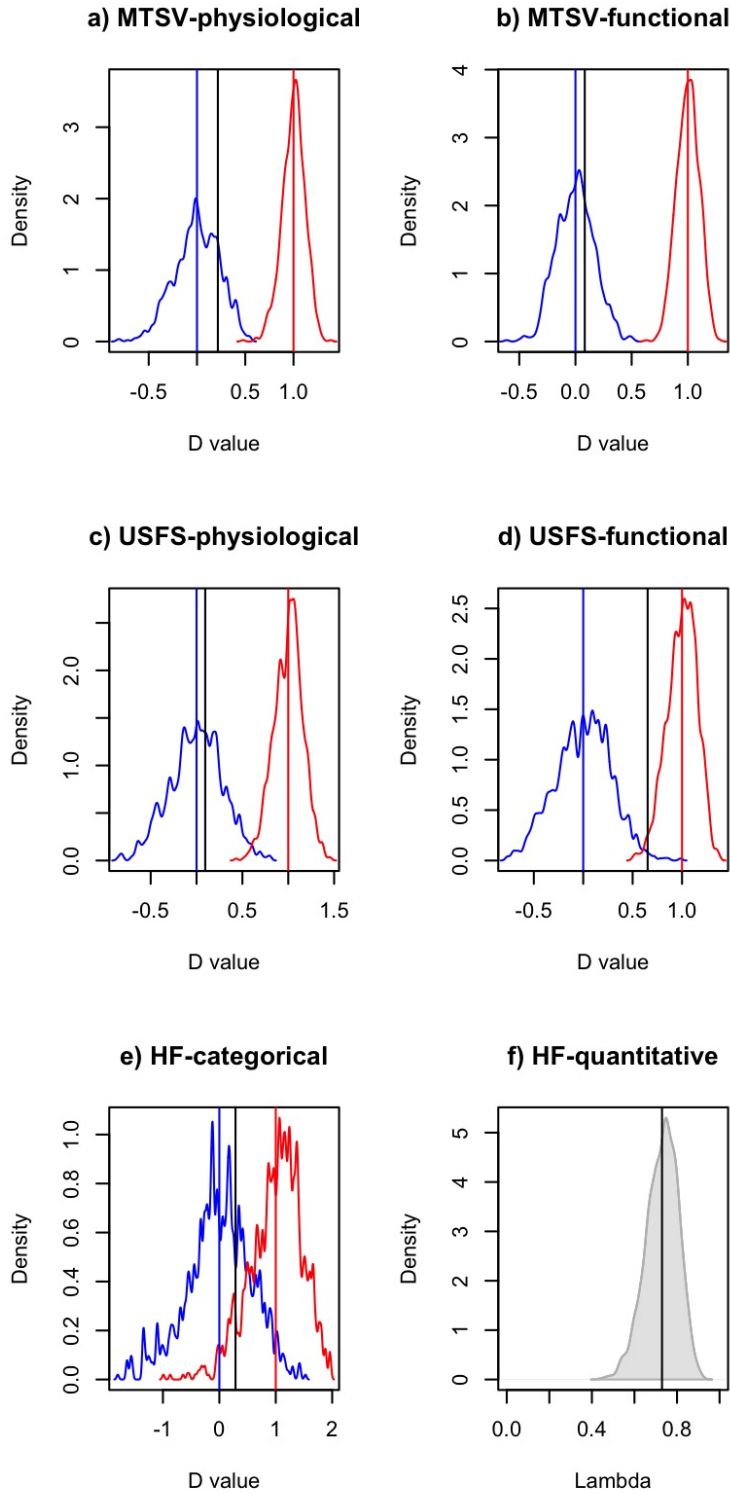 a) MTSV-physiological
Density
0
1
2
3
-0.5
0.5
1.0
D value
b) MTSV-functional
Density
0
1
2
3
4
-0.5
0.0
0.5
1.0
D value
c) USFS-physiological
Density
0.0
1.0
2.0
-0.5
0.5
1.5
D value
d) USFS-functional
Density
0.0
0.5
1.0
1.5
2.0
2.5
-0.5
0.5
1.0
D value
e) HF-categorical
Density
0.0
0.2
0.4
0.6
0.8
1.0
-1
0
1
2
D value
f) HF-quantitative
Density
0
1
2
3
4
5
0.0
0.4
0.8
Lambda